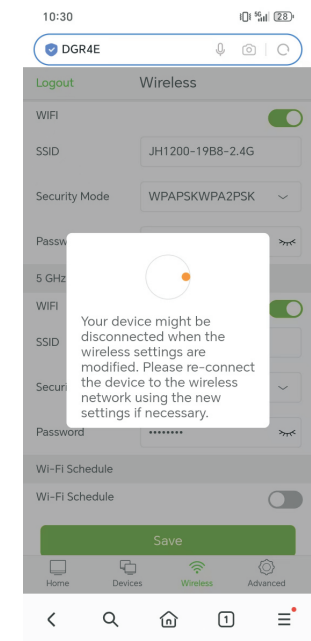 10:30
5G
28
DGR4E
Logout
Wireless
WIFI
SSID
JH1200-19B8-2.4G
Security Mode
WPAPSKWPA2PSK
Passw
5 GHz
WIFI
SSID
Your device might be
disconnected when the
wireless settings are
modified. Please re-connect
the device to the wireless
network using the new
settings if necessary.
Securi
Password
••••••••
Wi-Fi Schedule
Wi-Fi Schedule
Save
Home
Devices
Wireless
Advanced
1